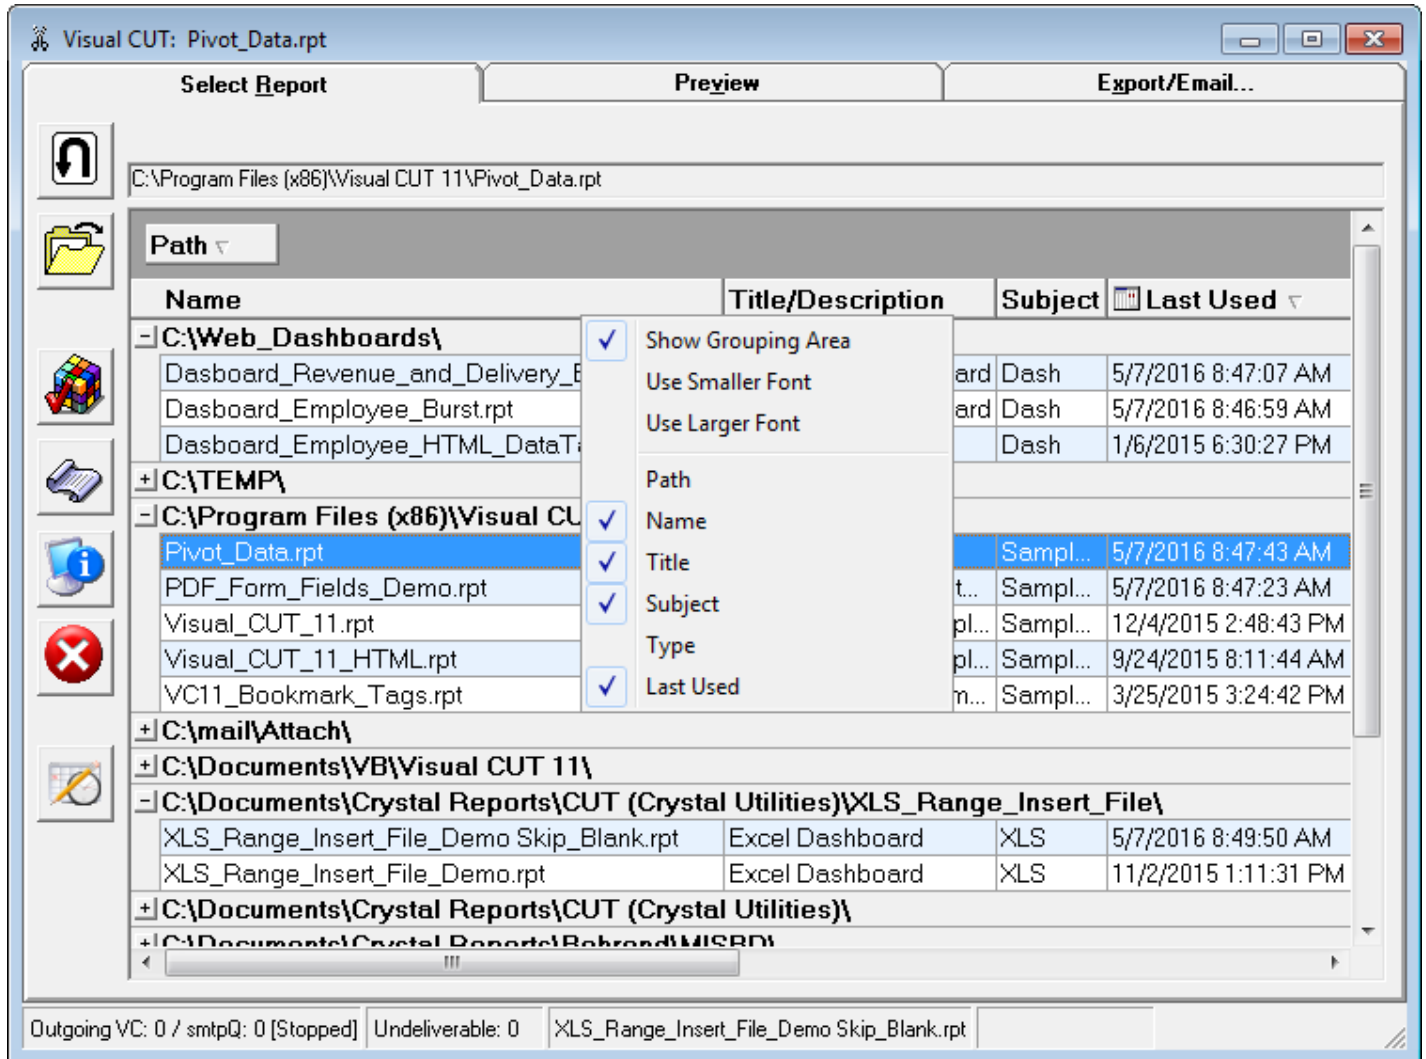 Visual CUT:  Pivot_Data.rpt
Select Report
Preview
Export/Email...
C:\Program Files (x86)\Visual CUT 11\Pivot_Data.rpt
Path
Name Title/Description Subject Last Used
C:\Web_Dashboards\
Dasboard_Revenue_and_Delivery_ ard Dash 5/7/2016 8:47:07 AM
Dasboard_Employee_Burst.rpt ard Dash 5/7/2016 8:46:59 AM
Dasboard_Employee_HTML_DataT Dash 1/6/2015 6:30:27 PM
C:\TEMP\
C:\Program Files (x86)\Visual CU
Pivot_Data.rpt Sampl... 5/7/2016 8:47:43 AM
PDF_Form_Fields_Demo.rpt t... Sampl... 5/7/2016 8:47:23 AM
Visual_CUT_11.rpt pl... Sampl... 12/4/2015 2:48:43 PM
Visual_CUT_11_HTML.rpt pl... Sampl... 9/24/2015 8:11:44 AM
VC11_Bookmark_Tags.rpt m... Sampl... 3/25/2015 3:24:42 PM
Show Grouping Area
Use Smaller Font
Use Larger Font
Path
Name
Title
Subject
Type
Last Used
C:\mail\Attach\
C:\Documents\VB\Visual CUT 11\
C:\Documents\Crystal Reports\CUT (Crystal Utilities)\XLS_Range_Insert_File\
XLS_Range_Insert_File_Demo Skip_Blank.rpt Excel Dashboard XLS 5/7/2016 8:49:50 AM
XLS_Range_Insert_File_Demo.rpt Excel Dashboard XLS 11/2/2015 1:11:31 PM
C:\Documents\Crystal Reports\CUT (Crystal Utilities)\
C:\Documents\Crystal Reports\
Outgoing VC: 0 / smtpQ: 0 [Stopped] Undeliverable: 0 XLS_Range_Insert_File_Demo Skip_Blank.rpt